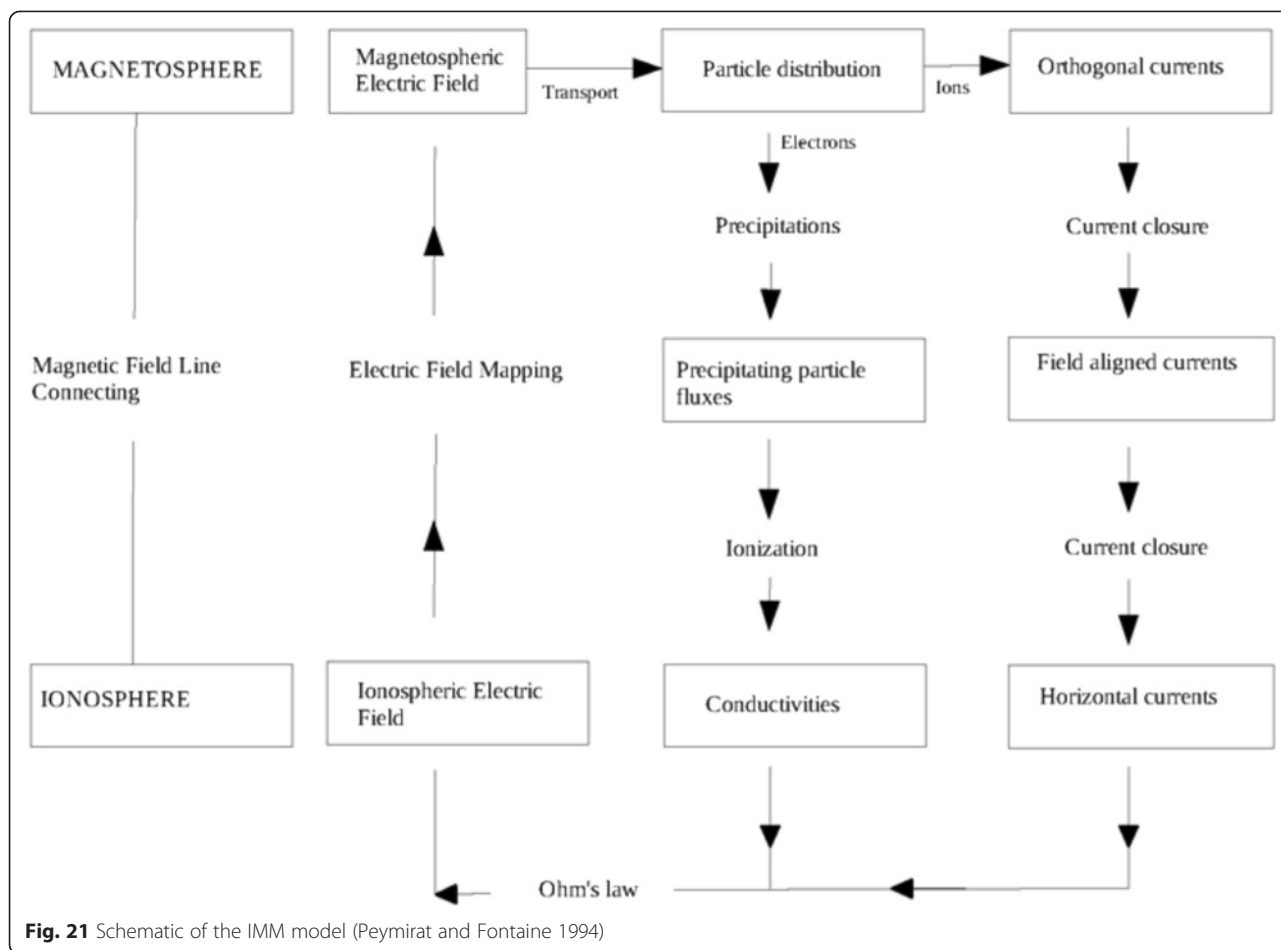 MAGNETOSPHERE
Magnetospheric
Electric Field
Transport
Particle distribution
Ions
Orthogonal currents
Electrons
Precipitations
Current closure
Magnetic Field Line
Connecting
Electric Field Mapping
Precipitating particle
fluxes
Field aligned currents
Ionization
Current closure
IONOSPHERE
Ionospheric Electric
Field
Conductivities
Horizontal currents
Ohm's law
Fig. 21 Schematic of the IMM model (Peymirat and Fontaine 1994)